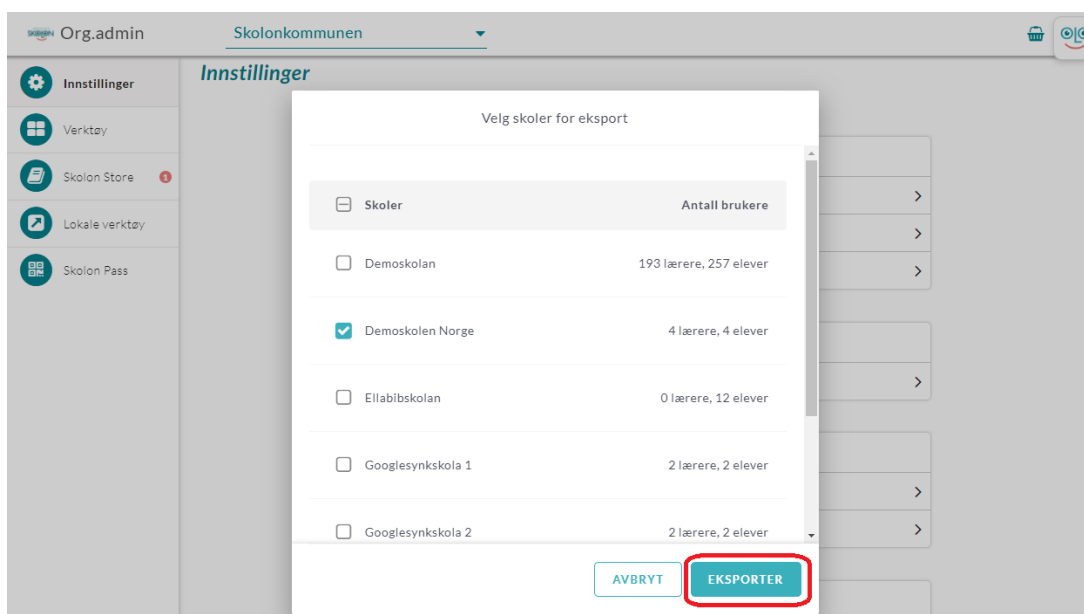 SKOLON Org.admin Skolonkommunen
Innstillinger
Verktøy
Skolon Store 1
Lokale verktøy
Skolon Pass
Innstillinger
Velg skoler for eksport
Skoler Antall brukere
Demoskolan 193 lærere, 257 elever
Demoskolen Norge 4 lærere, 4 elever
Ellabibskolan 0 lærere, 12 elever
Googlesynkskola 1 2 lærere, 2 elever
Googlesynkskola 2 2 lærere, 2 elever
AVBRYT EKSPORTER